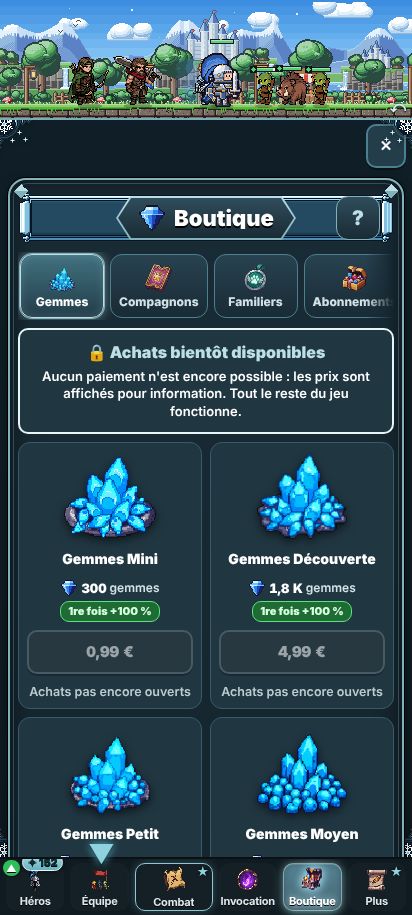 ×
Boutique
?
Gemmes
Compagnons
Familiers
Abonnement
🔒 Achats bientôt disponibles
Aucun paiement n'est encore possible : les prix sont
affichés pour information. Tout le reste du jeu
fonctionne.
Gemmes Mini
300 gemmes
1re fois +100 %
0,99 €
Achats pas encore ouverts
Gemmes Découverte
1,8 K gemmes
1re fois +100 %
4,99 €
Achats pas encore ouverts
Gemmes Petit
Gemmes Moyen
Héros
Équipe
Combat
Invocation
Boutique
Plus